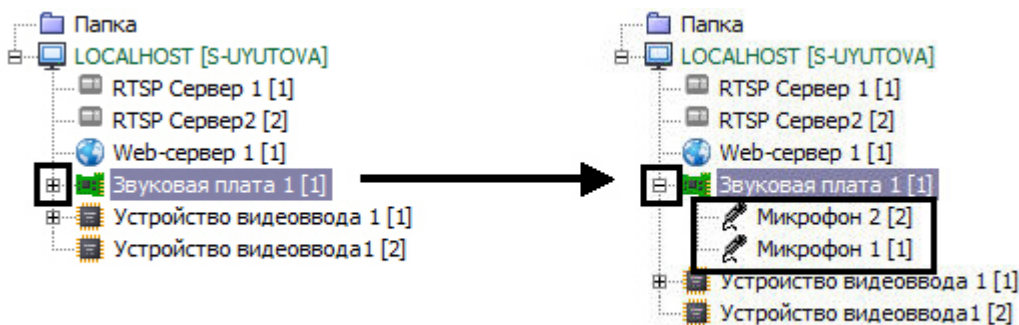 Папка
LOCALHOST [S-UYUTOVA]
RTSP Сервер 1 [1]
RTSP Сервер2 [2]
Web-сервер 1 [1]
Звуковая плата 1 [1]
Устройство видеоввода 1 [1]
Устройство видеоввода1 [2]
Папка
LOCALHOST [S-UYUTOVA]
RTSP Сервер 1 [1]
RTSP Сервер2 [2]
Web-сервер 1 [1]
Звуковая плата 1 [1]
Микрофон 2 [2]
Микрофон 1 [1]
Устройство видеоввода 1 [1]
Устройство видеоввода1 [2]